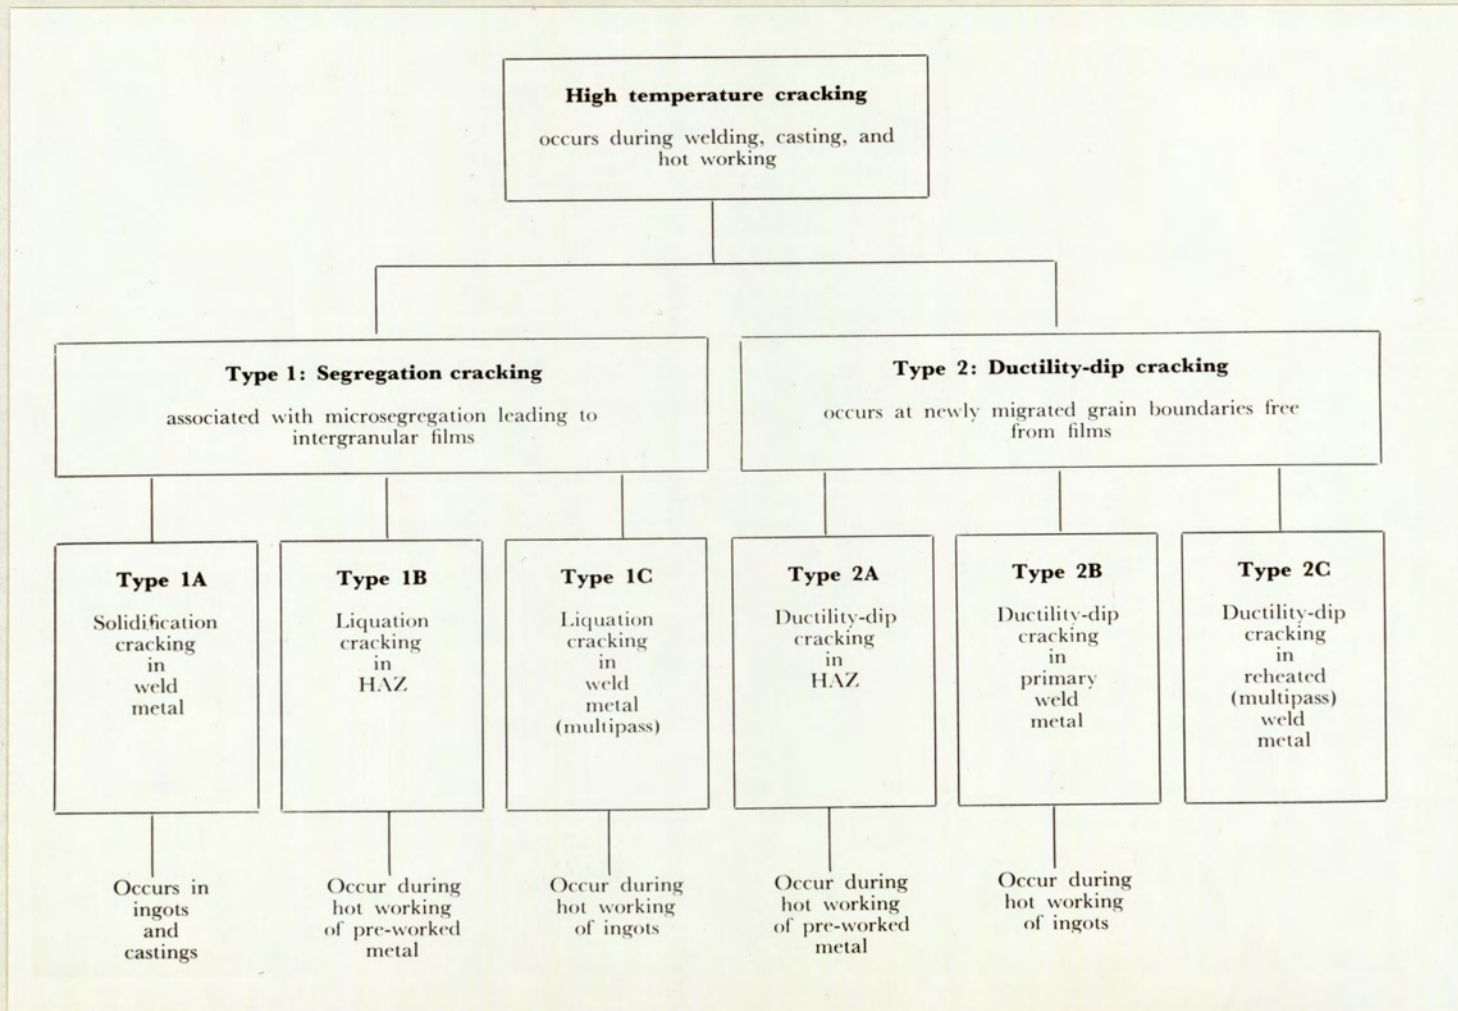 High temperature cracking
occurs during welding, casting, and
hot working
Type 1: Segregation cracking
associated with microsegregation leading to
intergranular films
Type 2: Ductility-dip cracking
occurs at newly migrated grain boundaries free
from films
Type 1A
Solidification
cracking
in
weld
metal
Type 1B
Liquation
cracking
in
HAZ
Type 1C
Liquation
cracking
in
weld
metal
(multipass)
Type 2A
Ductility-dip
cracking
in
HAZ
Type 2B
Ductility-dip
cracking
in
primary
weld
metal
Type 2C
Ductility-dip
cracking
in
reheated
(multipass)
weld
metal
Occurs in
ingots
and
castings
Occur during
hot working
of pre-worked
metal
Occur during
hot working
of ingots
Occur during
hot working
of pre-worked
metal
Occur during
hot working
of ingots